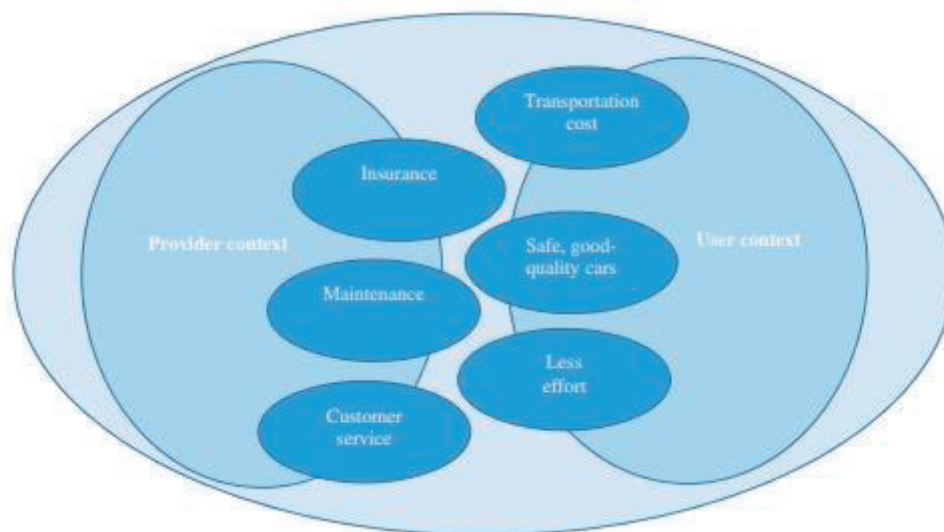 Transportation
cost
Insurance
Provider context
User context
Safe, good-
quality cars
Maintenance
Less
effort
Customer
service